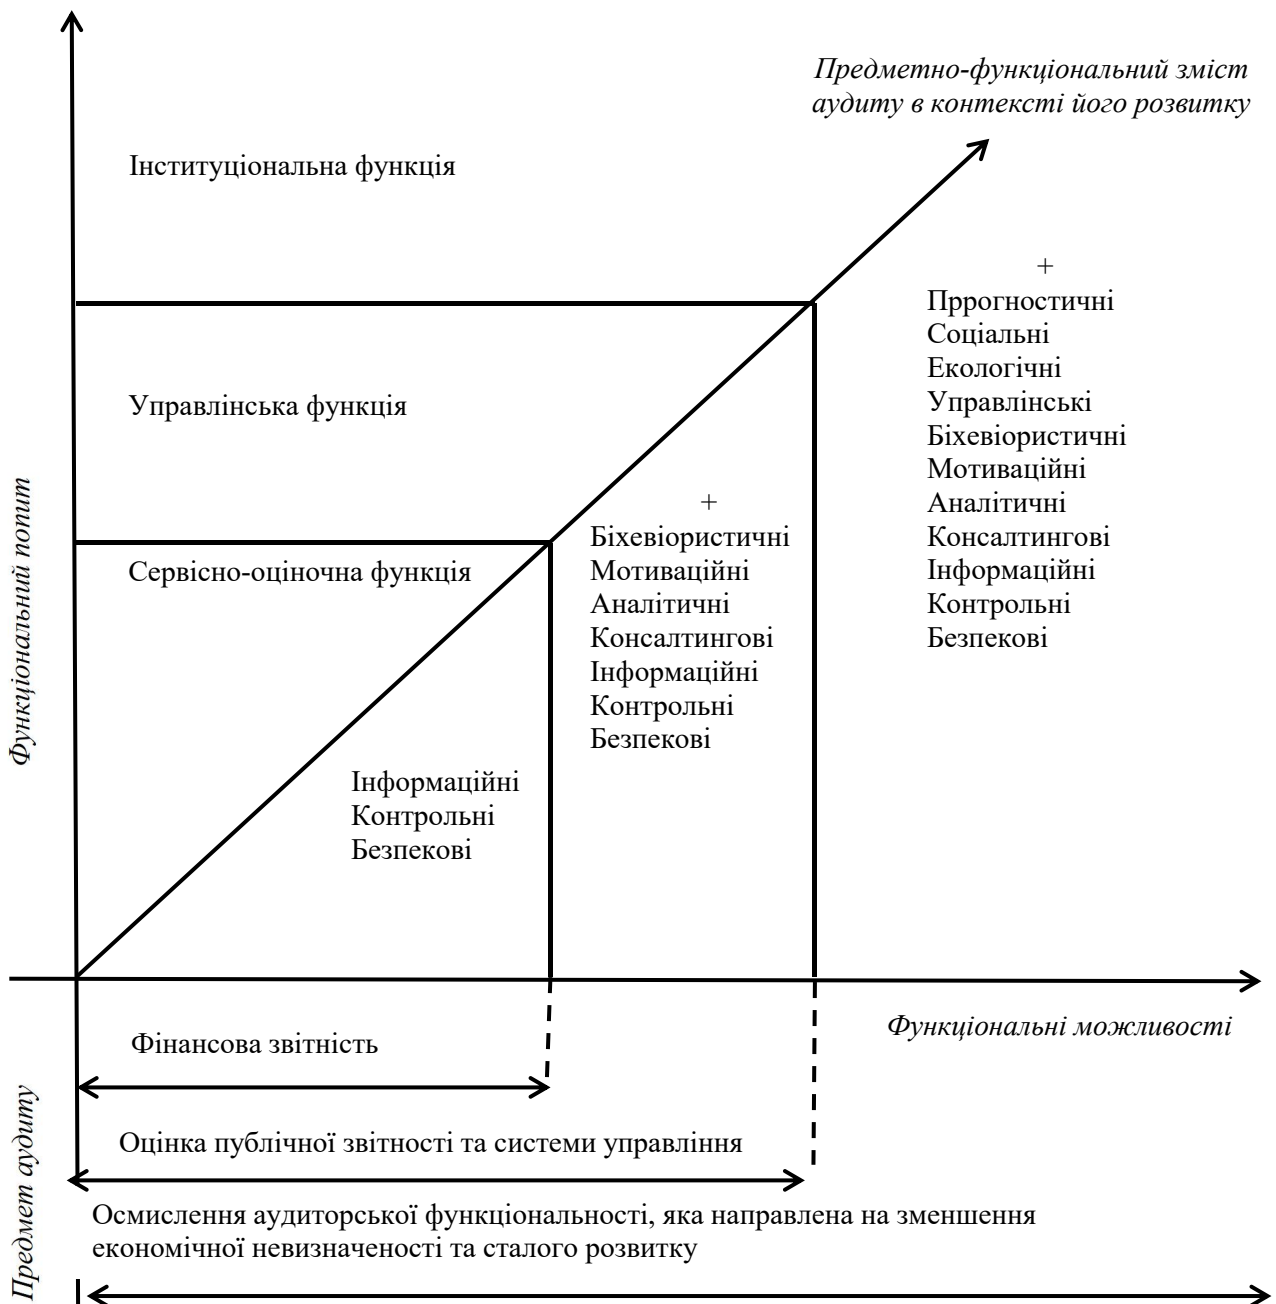 Предметно-функціональний зміст
аудиту в контексті його розвитку
Інституціональна функція
+
Пррогностичні
Соціальні
Екологічні
Управлінські
Біхевіористичні
Мотиваційні
Аналітичні
Консалтингові
Інформаційні
Контрольні
Безпекові
Управлінська функція
+
Біхевіористичні
Мотиваційні
Аналітичні
Консалтингові
Інформаційні
Контрольні
Безпекові
Сервісно-оціночна функція
Інформаційні
Контрольні
Безпекові
Функціональний попит
Функціональні можливості
Фінансова звітність
Оцінка публічної звітності та системи управління
Осмислення аудиторської функціональності, яка направлена на зменшення
економічної невизначеності та сталого розвитку
Предмет аудиту